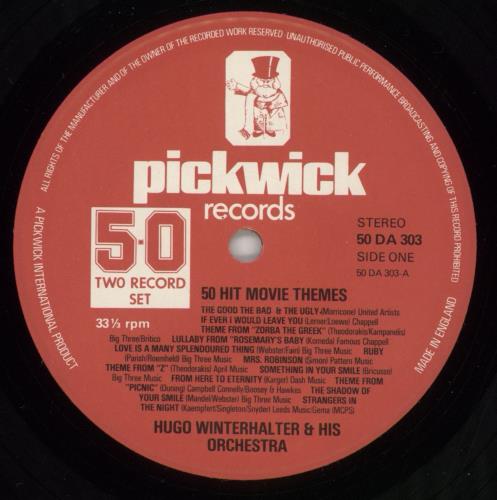 ALL RIGHTS OF THE MANUFACTURER AND OF THE OWNER OF THE RECORDED WORK RESERVED UNAUTHORISED PUBLIC PERFORMANCE BROADCASTING AND COPYING OF THIS RECORD PROHIBITED
pickwick
records
5·0
TWO RECORD
SET
33⅓ rpm
STEREO
50 DA 303
SIDE ONE
50 DA 303-A
A PICKWICK INTERNATIONAL PRODUCT
MADE IN ENGLAND
50 HIT MOVIE THEMES
THE GOOD THE BAD & THE UGLY (Morricone) United Artists
IF EVER I WOULD LEAVE YOU (Lerner/Loewe) Chappell
THEME FROM "ZORBA THE GREEK" (Theodorakis/Kampanelis)
Big Three/Britico LULLABY FROM "ROSEMARY'S BABY (Komeda) Famous Chappell
LOVE IS A MANY SPLENDOURED THING (Webster/Fain) Big Three Music RUBY
(Parish/Roemheld) Big Three Music MRS. ROBINSON (Simon) Pattern Music
THEME FROM "Z" (Theodorakis) April Music SOMETHING IN YOUR SMILE (Bricusse)
Big Three Music FROM HERE TO ETERNITY (Karger) Dash Music THEME FROM
"PICNIC" (Duning) Campbell Connelly/Boosey & Hawkes THE SHADOW OF
YOUR SMILE (Mandel/Webster) Big Three Music STRANGERS IN
THE NIGHT (Kaempfert/Singleton/Snyder) Leeds Music/Gema (MCPS)
HUGO WINTERHALTER & HIS
ORCHESTRA